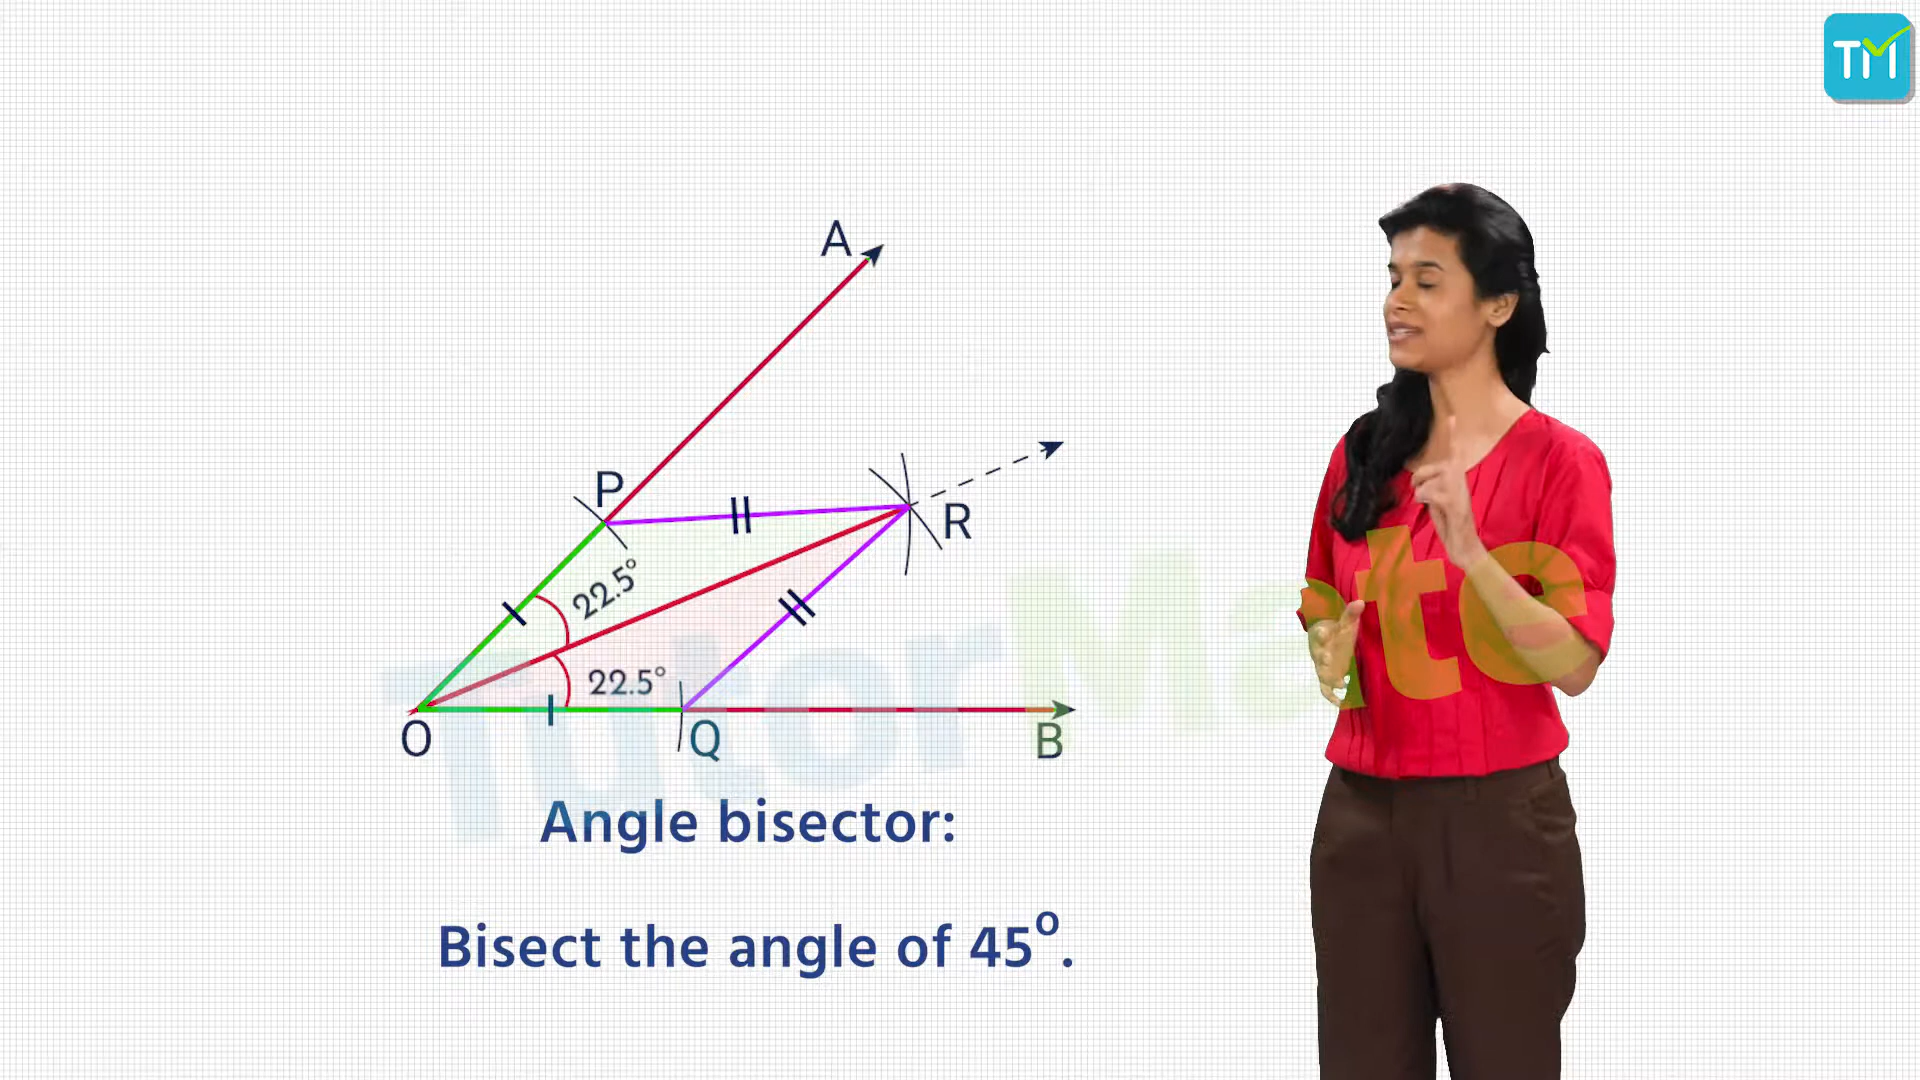 TM
A
P
R
22.5°
22.5°
O
Q
B
TutorMate
Angle bisector:
Bisect the angle of 45°.